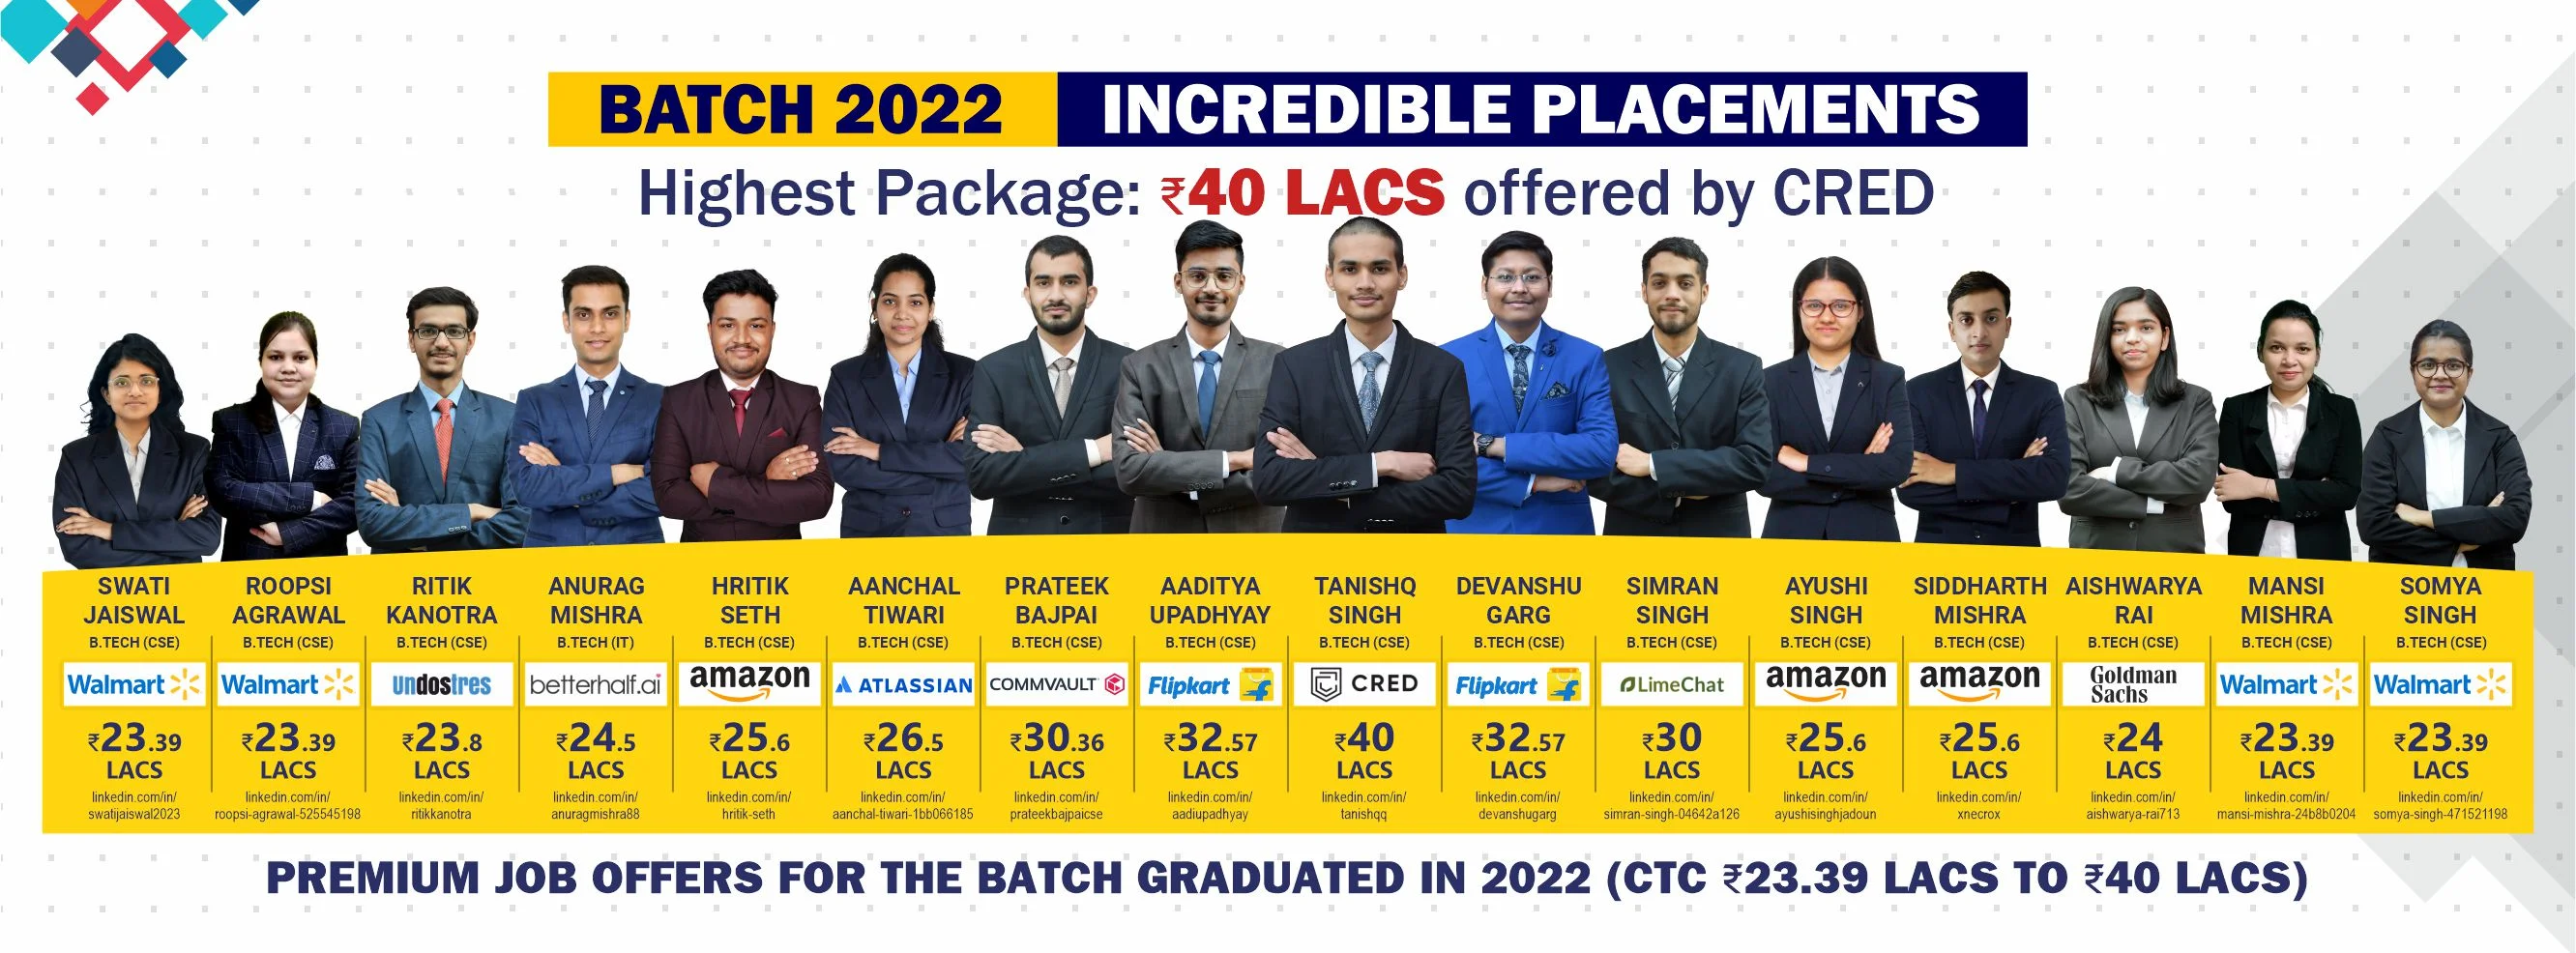 BATCH 2022 INCREDIBLE PLACEMENTS
Highest Package: ₹40 LACS offered by CRED
SWATI
JAISWAL
B.TECH (CSE)
Walmart
₹23.39
LACS
linkedin.com/in/
swatijaiswal2023
ROOPSI
AGRAWAL
B.TECH (CSE)
Walmart
₹23.39
LACS
linkedin.com/in/
roopsi-agrawal-525545198
RITIK
KANOTRA
B.TECH (CSE)
undostres
₹23.8
LACS
linkedin.com/in/
ritikkanotra
ANURAG
MISHRA
B.TECH (IT)
betterhalf.ai
₹24.5
LACS
linkedin.com/in/
anuragmishra88
HRITIK
SETH
B.TECH (CSE)
amazon
₹25.6
LACS
linkedin.com/in/
hritik-seth
AANCHAL
TIWARI
B.TECH (CSE)
ATLASSIAN
₹26.5
LACS
linkedin.com/in/
aanchal-tiwari-1bb066185
PRATEEK
BAJPAI
B.TECH (CSE)
COMMVAULT
₹30.36
LACS
linkedin.com/in/
prateekbajpaicse
AADITYA
UPADHYAY
B.TECH (CSE)
Flipkart
₹32.57
LACS
linkedin.com/in/
aadiupadhyay
TANISHQ
SINGH
B.TECH (CSE)
CRED
₹40
LACS
linkedin.com/in/
tanishqq
DEVANSHU
GARG
B.TECH (CSE)
Flipkart
₹32.57
LACS
linkedin.com/in/
devanshugarg
SIMRAN
SINGH
B.TECH (CSE)
LimeChat
₹30
LACS
linkedin.com/in/
simran-singh-04642a126
AYUSHI
SINGH
B.TECH (CSE)
amazon
₹25.6
LACS
linkedin.com/in/
ayushisinghjadoun
SIDDHARTH
MISHRA
B.TECH (CSE)
amazon
₹25.6
LACS
linkedin.com/in/
xnecrox
AISHWARYA
RAI
B.TECH (CSE)
Goldman
Sachs
₹24
LACS
linkedin.com/in/
aishwarya-rai713
MANSI
MISHRA
B.TECH (CSE)
Walmart
₹23.39
LACS
linkedin.com/in/
mansi-mishra-24b8b0204
SOMYA
SINGH
B.TECH (CSE)
Walmart
₹23.39
LACS
linkedin.com/in/
somya-singh-471521198
PREMIUM JOB OFFERS FOR THE BATCH GRADUATED IN 2022 (CTC ₹23.39 LACS TO ₹40 LACS)